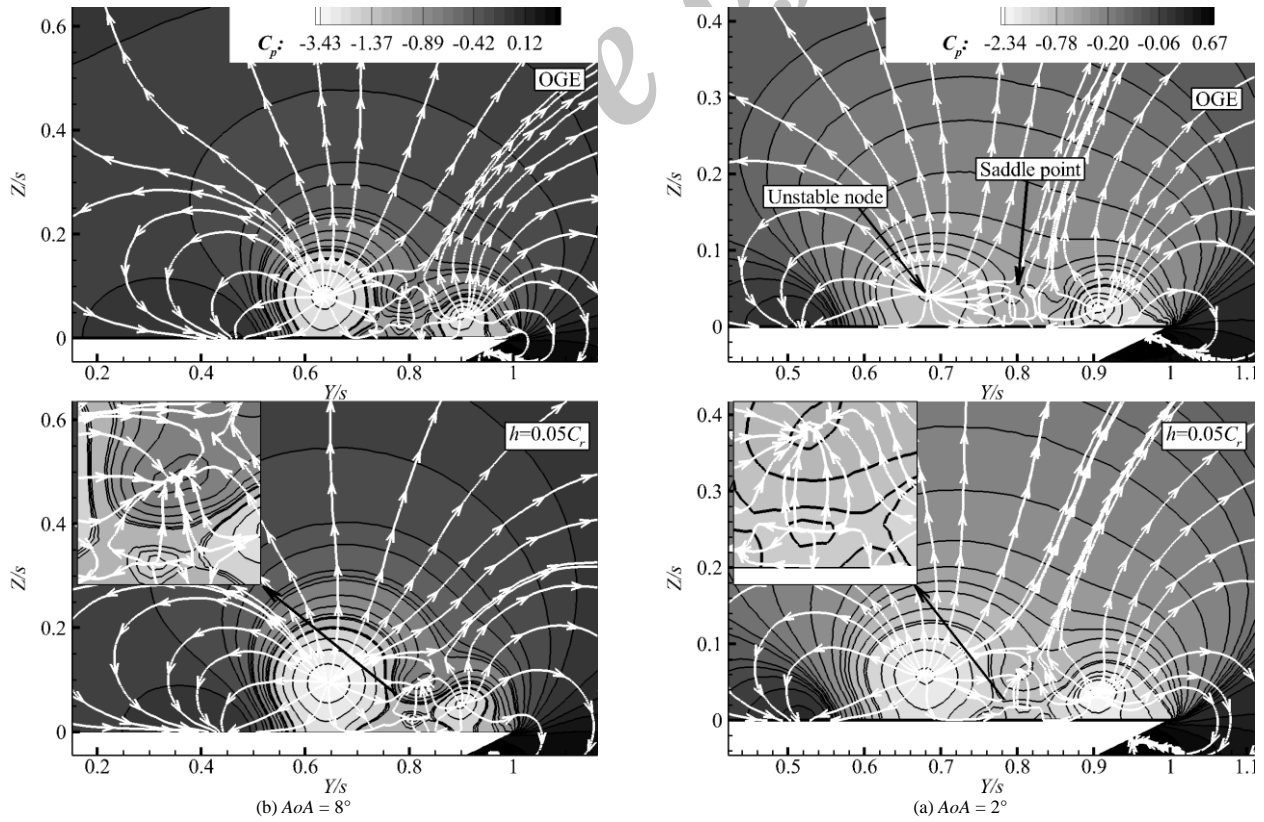 Cp: -3.43 -1.37 -0.89 -0.42 0.12
OGE
0.6
0.4
0.2
0
Z/s
0.2 0.4 0.6 0.8 1
Y/s
Cp: -2.34 -0.78 -0.20 -0.06 0.67
OGE
Saddle point
Unstable node
0.4
0.3
0.2
0.1
0
Z/s
0.5 0.6 0.7 0.8 0.9 1 1.1
Y/s
h=0.05Cr
0.6
0.4
0.2
0
Z/s
0.2 0.4 0.6 0.8 1
Y/s
(b) AoA = 8°
h=0.05Cr
0.4
0.3
0.2
0.1
0
Z/s
0.5 0.6 0.7 0.8 0.9 1 1.1
Y/s
(a) AoA = 2°